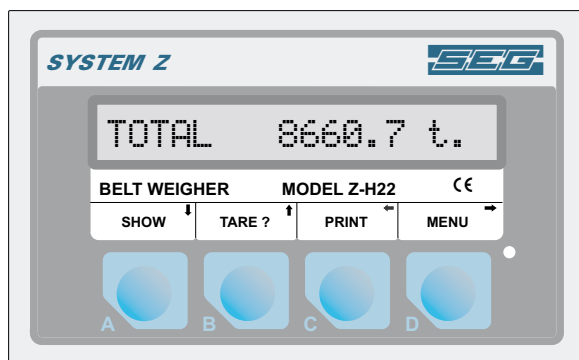 SYSTEM Z SEG
TOTAL 8660.7 t.
BELT WEIGHER MODEL Z-H22 CE
SHOW ⬇ TARE ? ⬆ PRINT ⬅ MENU ➡
A B C D